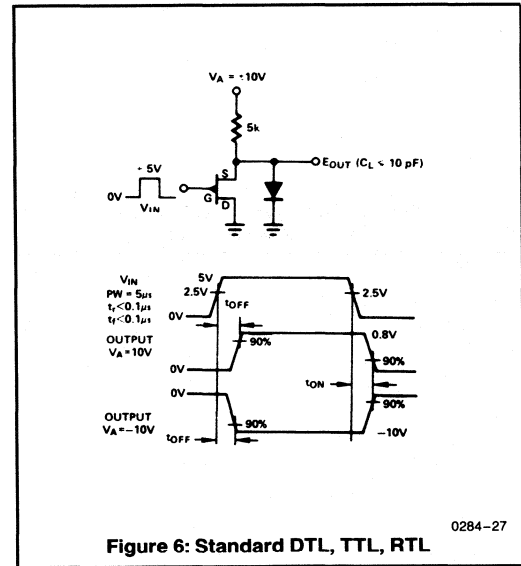 VA = ±10V
5k
EOUT (CL ≤ 10 pF)
+5V
0V
VIN
S
G
D
VIN
PW = 5µs
tr<0.1µs
tf<0.1µs
5V
2.5V
0V
tOFF
2.5V
OUTPUT
VA=10V
0V
90%
0.8V
90%
tON
0V
OUTPUT
VA=−10V
tOFF
90%
90%
−10V
0284–27
Figure 6: Standard DTL, TTL, RTL